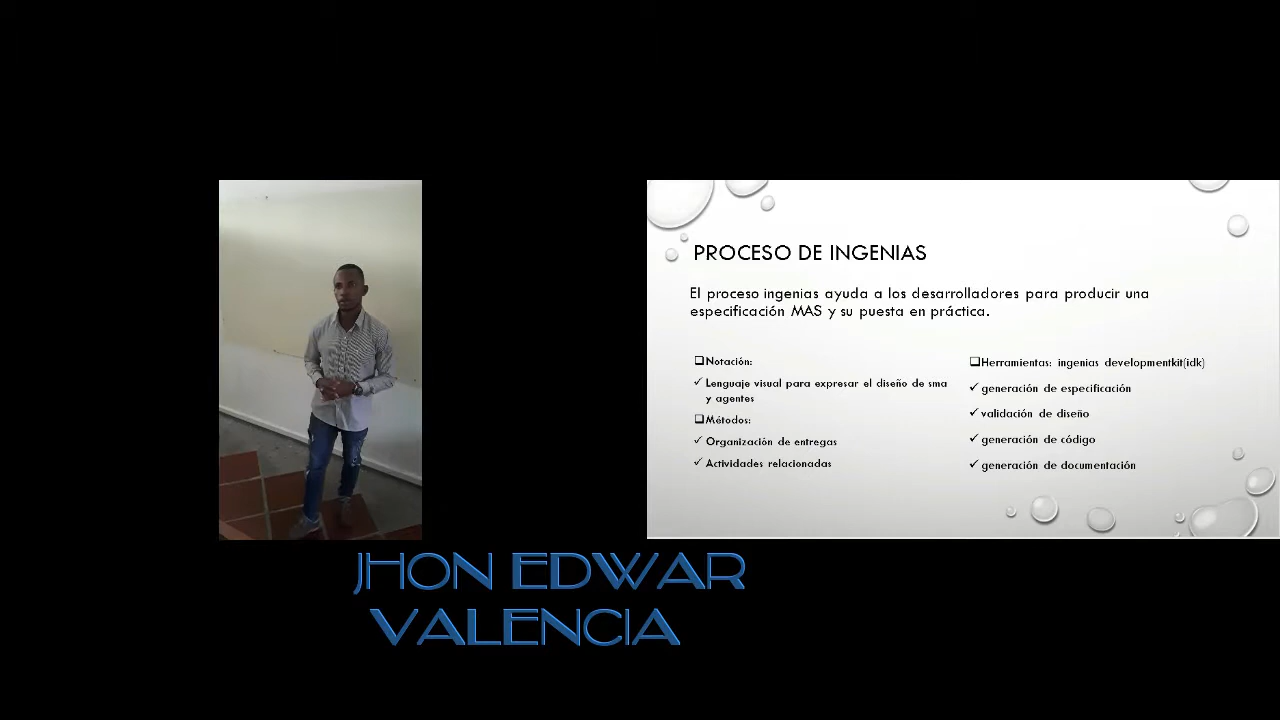 PROCESO DE INGENIAS
El proceso ingenias ayuda a los desarrolladores para producir una
especificación MAS y su puesta en práctica.
Notación:
Lenguaje visual para expresar el diseño de sma
y agentes
Métodos:
Organización de entregas
Actividades relacionadas
Herramientas: ingenias developmentkit(idk)
generación de especificación
validación de diseño
generación de código
generación de documentación
JHON EDWAR
VALENCIA